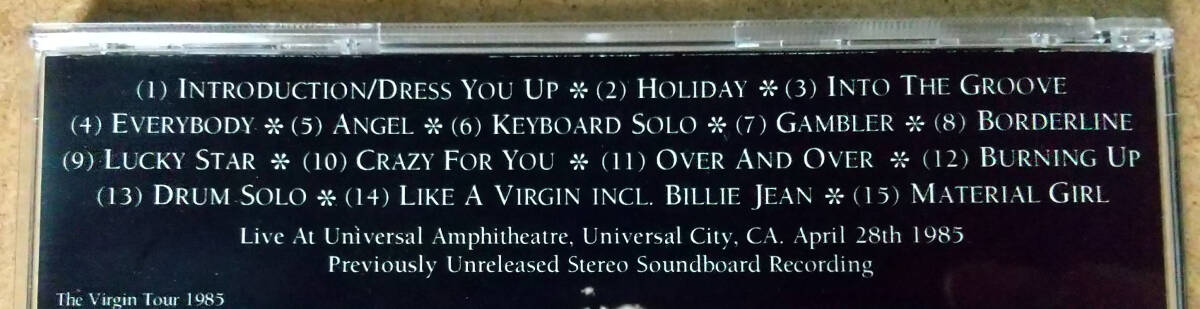 (1) INTRODUCTION/DRESS YOU UP ✻ (2) HOLIDAY ✻ (3) INTO THE GROOVE
(4) EVERYBODY ✻ (5) ANGEL ✻ (6) KEYBOARD SOLO ✻ (7) GAMBLER ✻ (8) BORDERLINE
(9) LUCKY STAR ✻ (10) CRAZY FOR YOU ✻ (11) OVER AND OVER ✻ (12) BURNING UP
(13) DRUM SOLO ✻ (14) LIKE A VIRGIN INCL. BILLIE JEAN ✻ (15) MATERIAL GIRL
Live At Universal Amphitheatre, Universal City, CA. April 28th 1985
Previously Unreleased Stereo Soundboard Recording
The Virgin Tour 1985